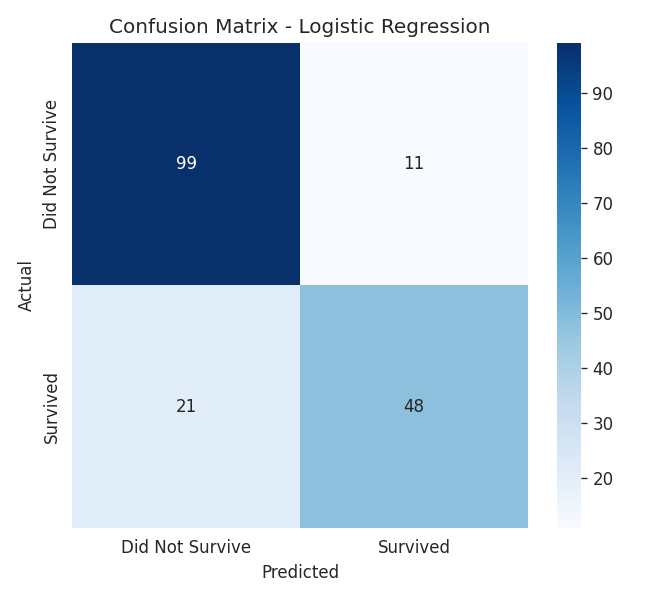 Confusion Matrix - Logistic Regression
Did Not Survive
99
11
90
80
70
60
50
40
30
20
Actual
Survived
21
48
Did Not Survive
Survived
Predicted